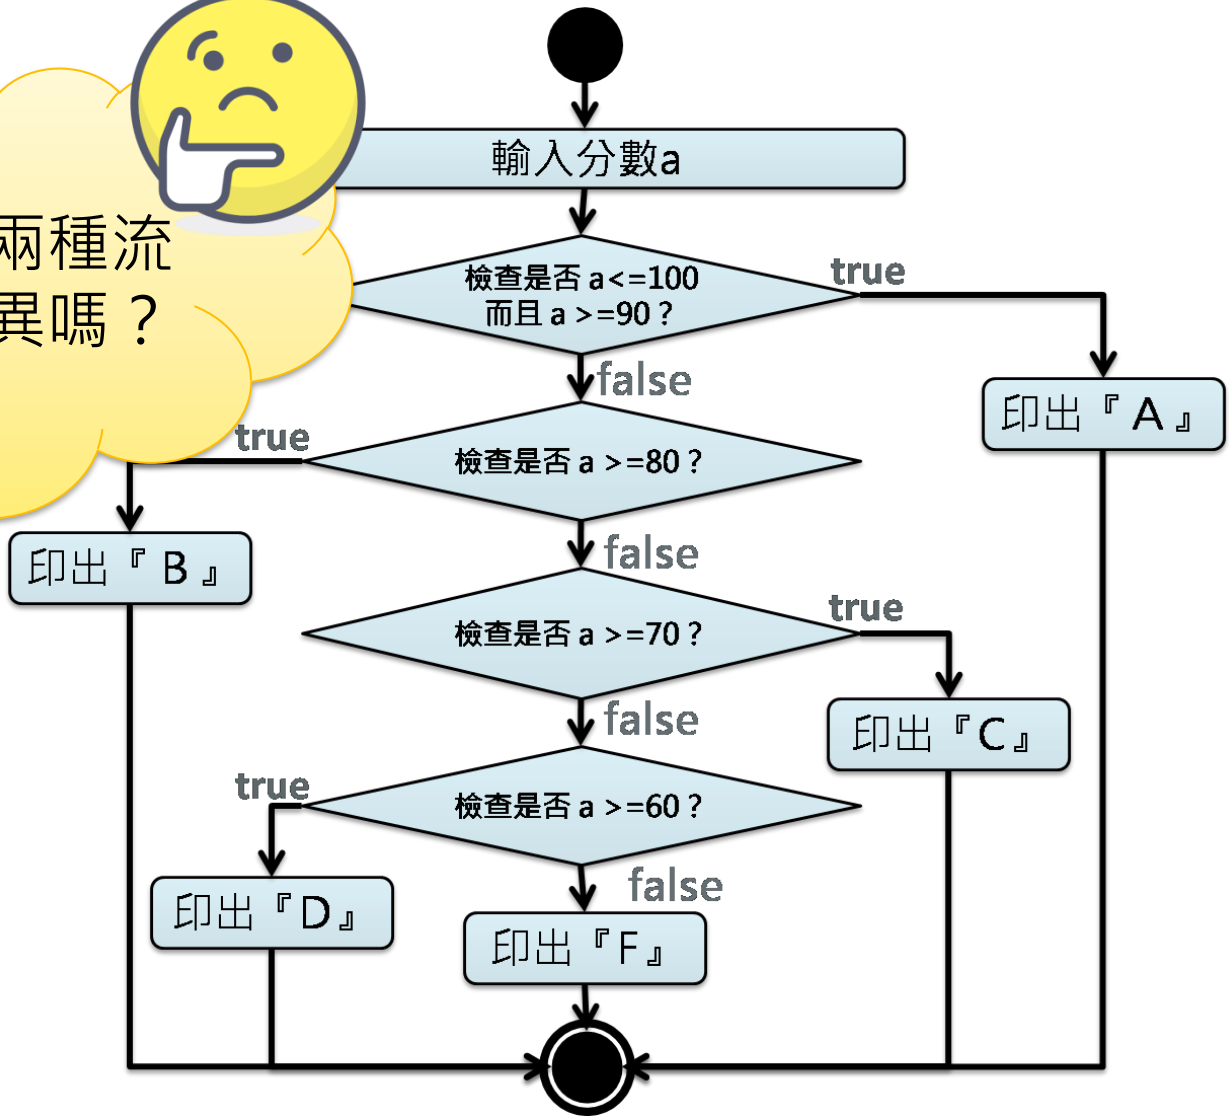 輸入分數a
兩種流
異嗎？
檢查是否 a<=100
而且 a >=90？
true
false
印出『 A 』
true
檢查是否 a >=80？
印出『 B 』
false
檢查是否 a >=70？
true
false
印出『C』
true
檢查是否 a >=60？
false
印出『D』
印出『F』